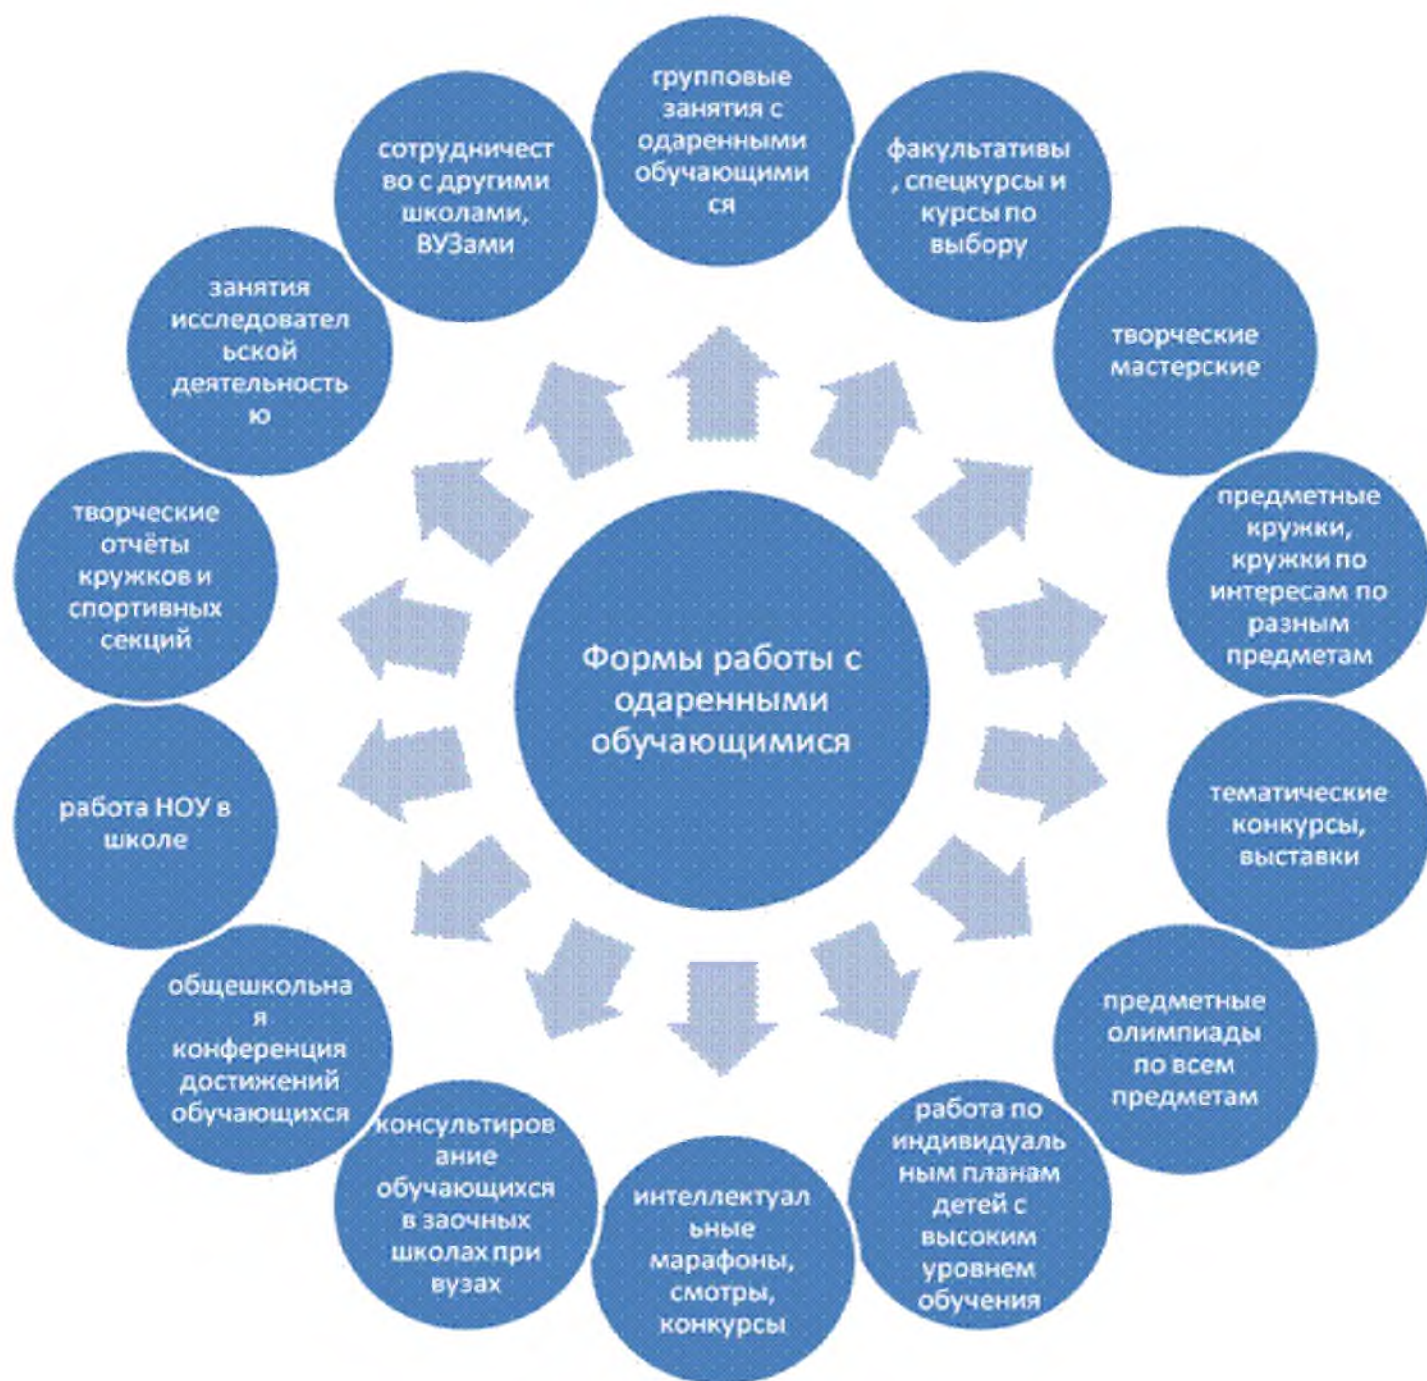 групповые
занятия с
одаренными
обучающими
ся
факультативы
, спецкурсы и
курсы по
выбору
творческие
мастерские
предметные
кружки,
кружки по
интересам по
разным
предметам
тематические
конкурсы,
выставки
предметные
олимпиады
по всем
предметам
работа по
индивидуаль
ным планам
детей с
высоким
уровнем
обучения
интеллектуал
ьные
марафоны,
смотры,
конкурсы
консультиров
ание
обучающихся
в заочных
школах при
вузах
общешкольна
я
конференция
достижений
обучающихся
работа НОУ в
школе
творческие
отчёты
кружков и
спортивных
секций
занятия
исследовател
ьской
деятельность
ю
сотрудничест
во с другими
школами,
ВУЗами
Формы работы с
одаренными
обучающимися